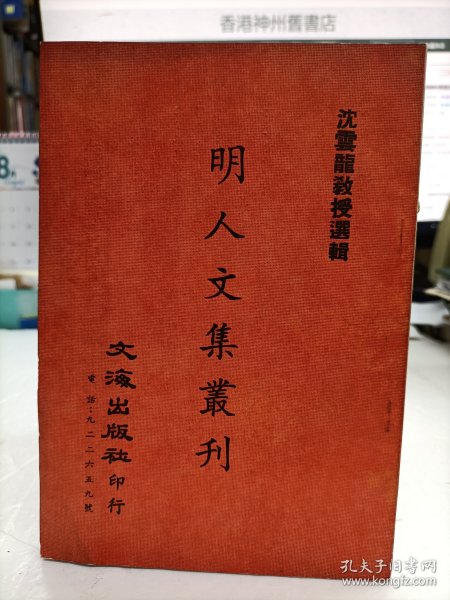 香港神州舊書店
沈雲龍教授選輯
明人文集叢刊
文海出版社印行
電話：九二二六五九號
孔夫子旧书网
www.kongfz.com